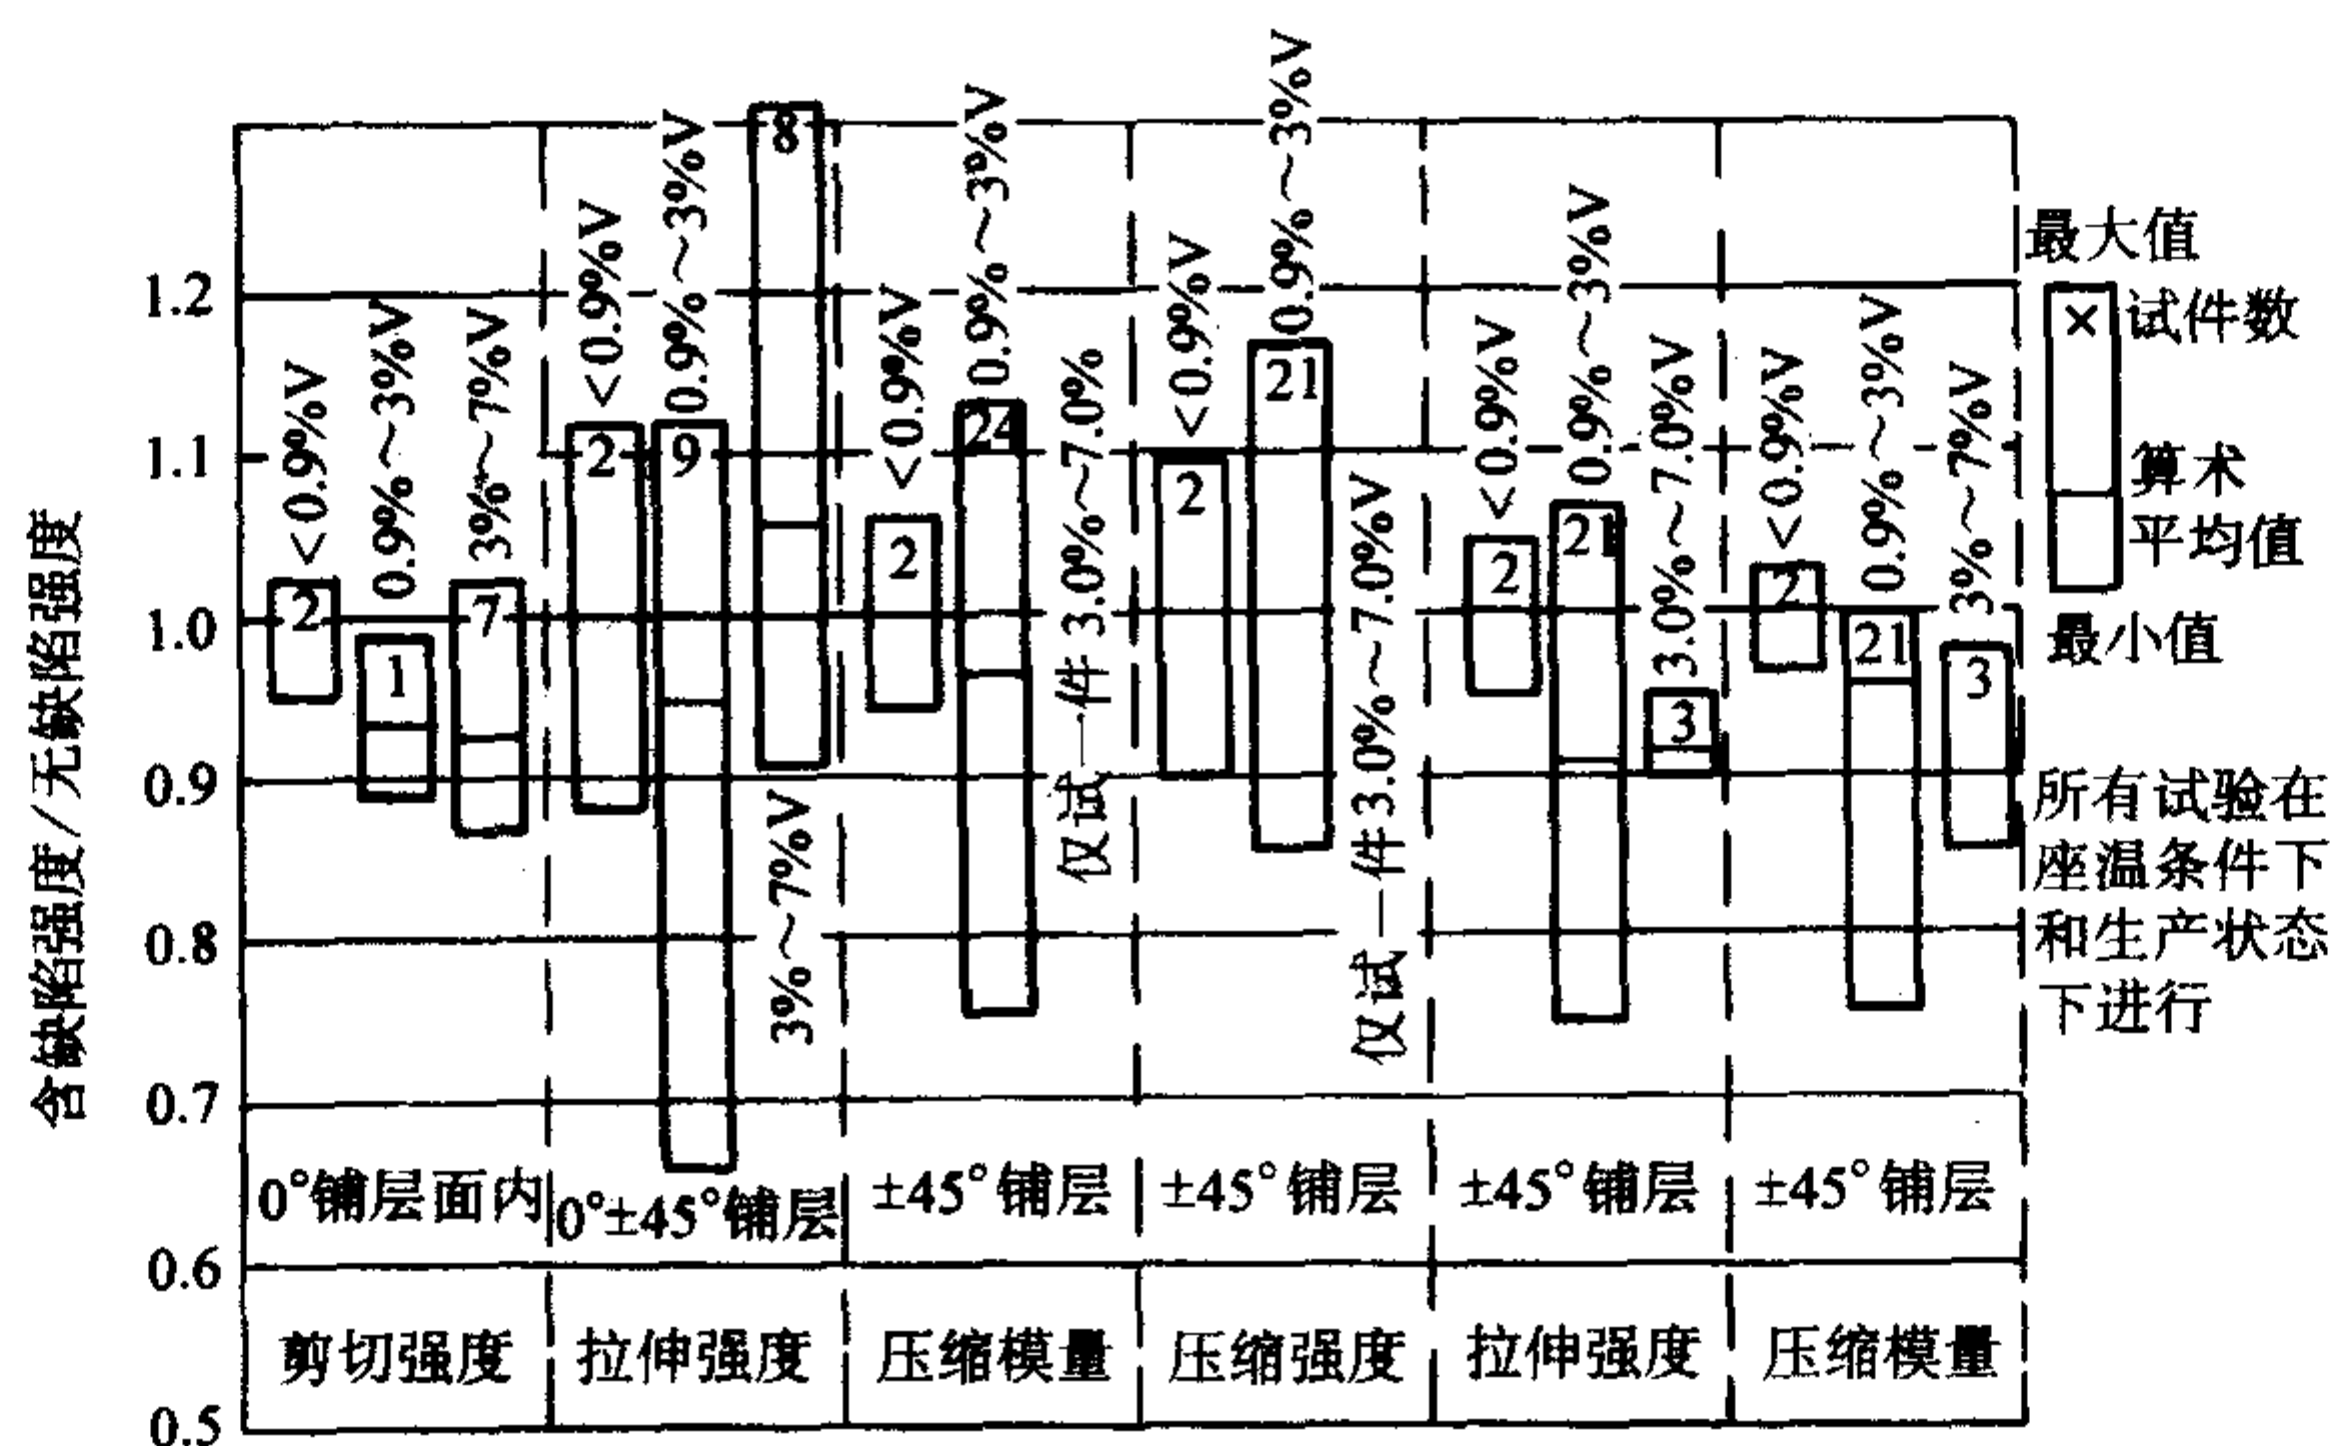 含缺陷强度/无缺陷强度
1.2
1.1
1.0
0.9
0.8
0.7
0.6
0.5
<0.9%V
2
0.9%~3%V
1
3%~7%V
7
0°铺层面内
剪切强度
<0.9%V
2
0.9%~3%V
9
8
3%~7%V
0°±45°铺层
拉伸强度
<0.9%V
2
0.9%~3%V
24
仅试一件3.0%~7.0%
±45°铺层
压缩模量
<0.9%V
2
0.9%~3%V
21
仅试一件3.0%~7.0%V
±45°铺层
压缩强度
<0.9%V
2
0.9%~3%V
21
3.0%~7.0%V
3
±45°铺层
拉伸强度
<0.9%V
2
0.9%~3%V
21
3%~7%V
3
±45°铺层
压缩模量
最大值
×试件数
算术
平均值
最小值
所有试验在
座温条件下
和生产状态
下进行